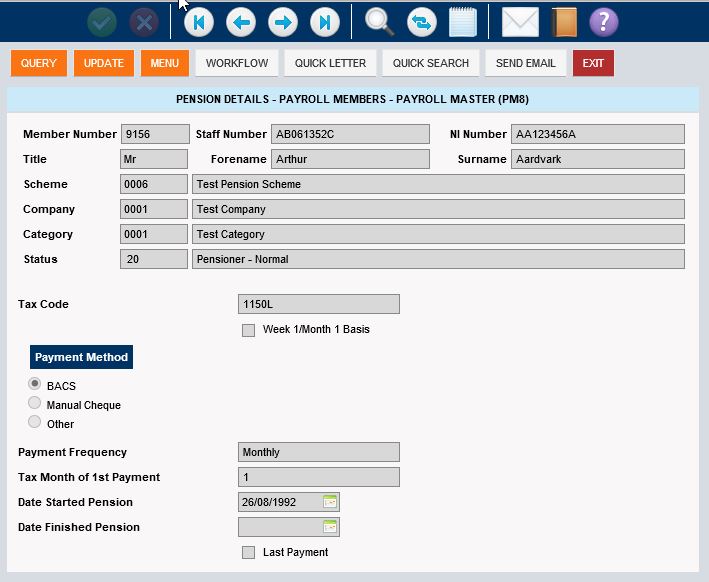 ?
QUERY UPDATE MENU WORKFLOW QUICK LETTER QUICK SEARCH SEND EMAIL EXIT
PENSION DETAILS - PAYROLL MEMBERS - PAYROLL MASTER (PM8)
Member Number 9156 Staff Number AB061352C NI Number AA123456A
Title Mr Forename Arthur Surname Aardvark
Scheme 0006 Test Pension Scheme
Company 0001 Test Company
Category 0001 Test Category
Status 20 Pensioner - Normal
Tax Code 1150L
Week 1/Month 1 Basis
Payment Method
BACS
Manual Cheque
Other
Payment Frequency Monthly
Tax Month of 1st Payment 1
Date Started Pension 26/08/1992
Date Finished Pension
Last Payment